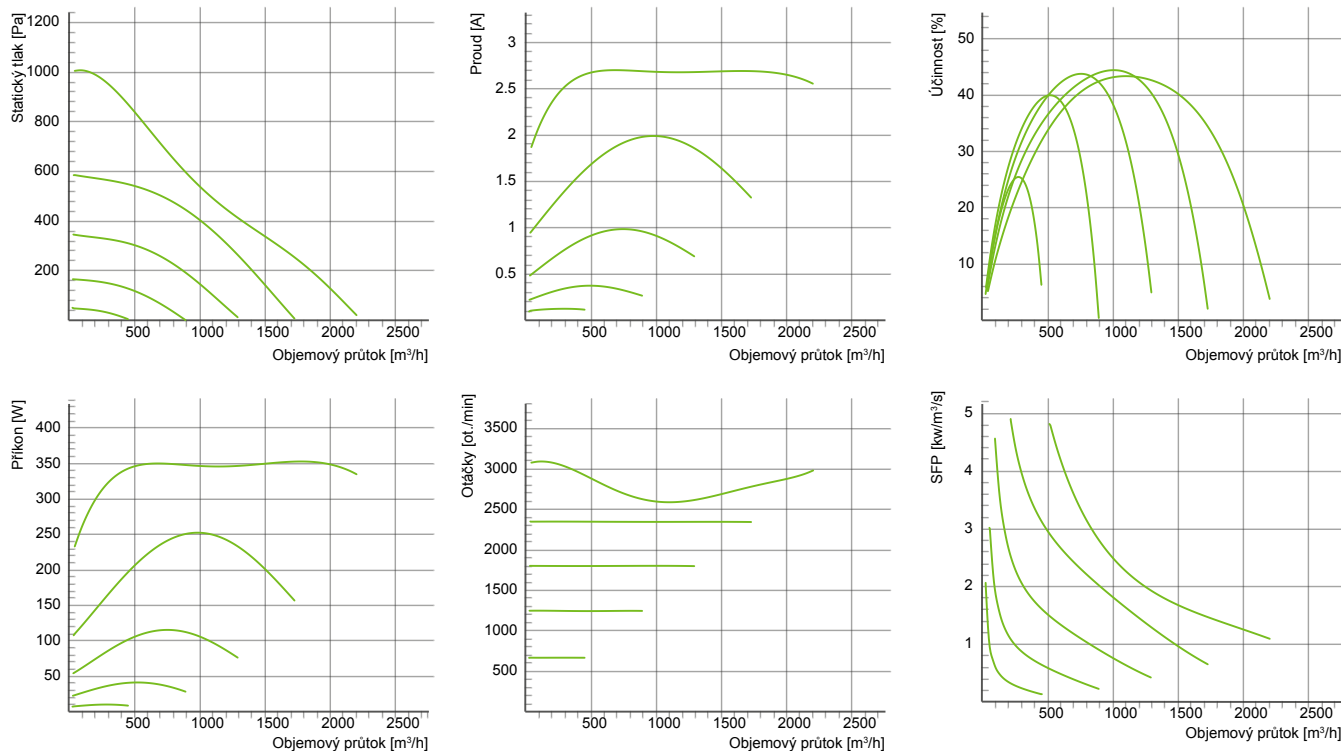 Statický tlak [Pa]
1200
1000
800
600
400
200
500 1000 1500 2000 2500
Objemový průtok [m³/h]
Proud [A]
3
2.5
2
1.5
1
0.5
500 1000 1500 2000 2500
Objemový průtok [m³/h]
Účinnost [%]
50
40
30
20
10
500 1000 1500 2000 2500
Objemový průtok [m³/h]
Příkon [W]
400
350
300
250
200
150
100
50
500 1000 1500 2000 2500
Objemový průtok [m³/h]
Otáčky [ot./min]
3500
3000
2500
2000
1500
1000
500
500 1000 1500 2000 2500
Objemový průtok [m³/h]
SFP [kw/m³/s]
5
4
3
2
1
500 1000 1500 2000 2500
Objemový průtok [m³/h]